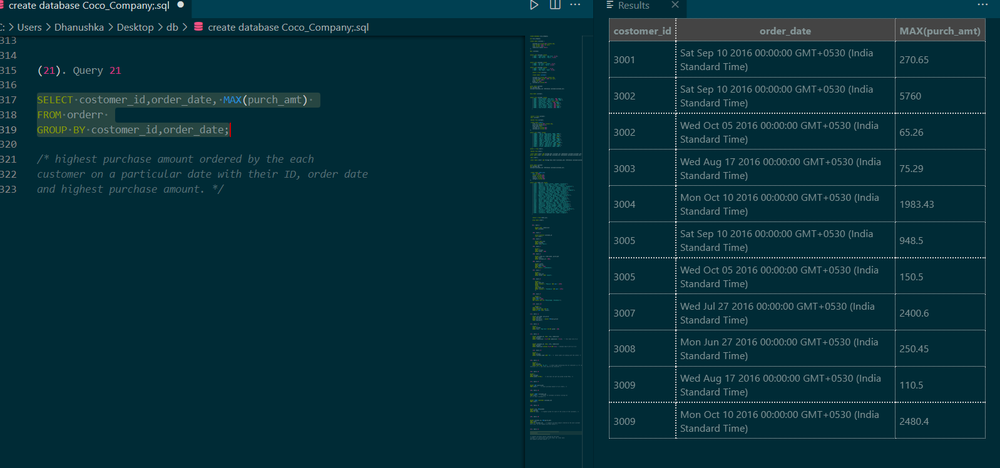 create database Coco_Company;.sql
Results
C: > Users > Dhanushka > Desktop > db > create database Coco_Company;.sql
313
314
315 (21). Query 21
316
317 SELECT costomer_id,order_date, MAX(purch_amt)
318 FROM orderr
319 GROUP BY costomer_id,order_date;
320
321 /* highest purchase amount ordered by the each
322 customer on a particular date with their ID, order date
323 and highest purchase amount. */
costomer_id order_date MAX(purch_amt)
3001 Sat Sep 10 2016 00:00:00 GMT+0530 (India
Standard Time) 270.65
3002 Sat Sep 10 2016 00:00:00 GMT+0530 (India
Standard Time) 5760
3002 Wed Oct 05 2016 00:00:00 GMT+0530 (India
Standard Time) 65.26
3003 Wed Aug 17 2016 00:00:00 GMT+0530 (India
Standard Time) 75.29
3004 Mon Oct 10 2016 00:00:00 GMT+0530 (India
Standard Time) 1983.43
3005 Sat Sep 10 2016 00:00:00 GMT+0530 (India
Standard Time) 948.5
3005 Wed Oct 05 2016 00:00:00 GMT+0530 (India
Standard Time) 150.5
3007 Wed Jul 27 2016 00:00:00 GMT+0530 (India
Standard Time) 2400.6
3008 Mon Jun 27 2016 00:00:00 GMT+0530 (India
Standard Time) 250.45
3009 Wed Aug 17 2016 00:00:00 GMT+0530 (India
Standard Time) 110.5
3009 Mon Oct 10 2016 00:00:00 GMT+0530 (India
Standard Time) 2480.4